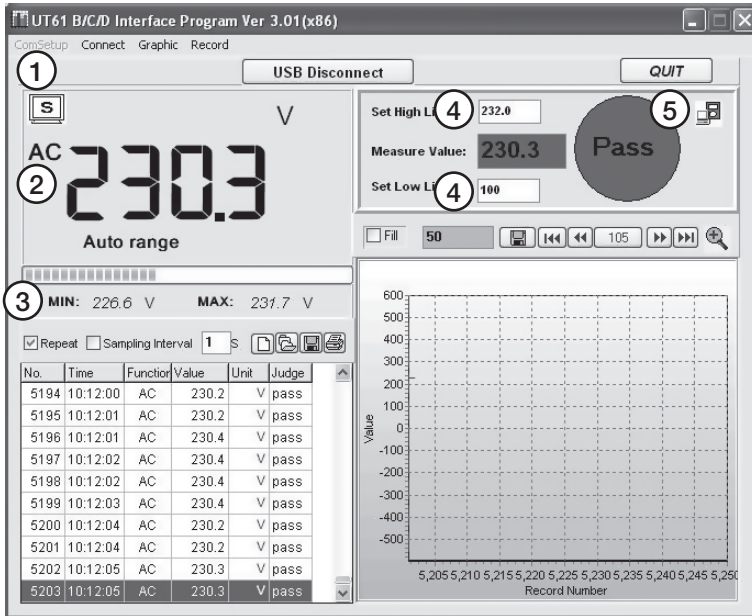 UT61 B/C/D Interface Program Ver 3.01(x86)
ComSetup Connect Graphic Record
1
USB Disconnect
QUIT
S
V
AC
2
230.3
Auto range
Set High Li 4 232.0
5
Measure Value: 230.3
Pass
Set Low Li 4 100
Fill 50 105
3 MIN: 226.6 V MAX: 231.7 V
Repeat Sampling Interval 1 S
No. Time Function Value Unit Judge
5194 10:12:00 AC 230.2 V pass
5195 10:12:01 AC 230.2 V pass
5196 10:12:01 AC 230.4 V pass
5197 10:12:02 AC 230.4 V pass
5198 10:12:02 AC 230.4 V pass
5199 10:12:03 AC 230.4 V pass
5200 10:12:04 AC 230.2 V pass
5201 10:12:04 AC 230.2 V pass
5202 10:12:05 AC 230.3 V pass
5203 10:12:05 AC 230.3 V pass
600
500
400
300
200
100
0
-100
-200
-300
-400
-500
Value
5,205 5,210 5,215 5,220 5,225 5,230 5,235 5,240 5,245 5,250
Record Number